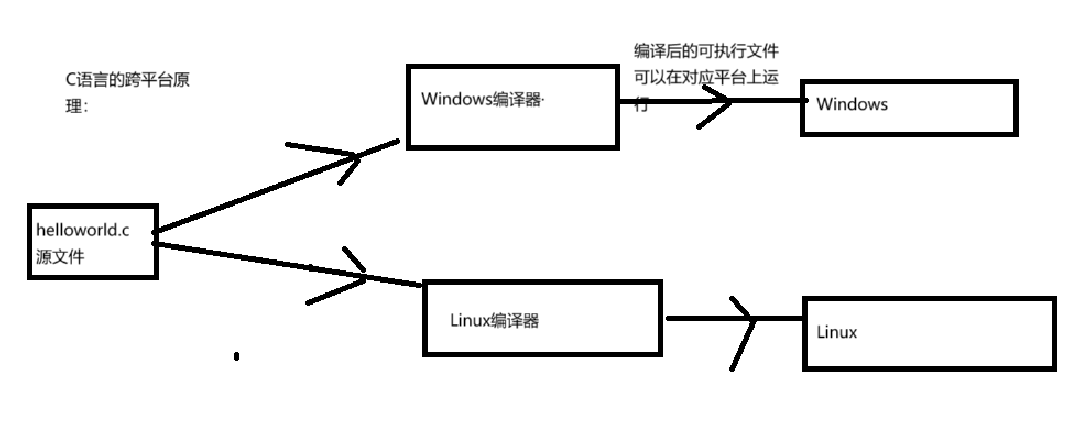 C语言的跨平台原
理：
编译后的可执行文件
可以在对应平台上运
行
Windows编译器·
Windows
helloworld.c
源文件
Linux编译器
Linux